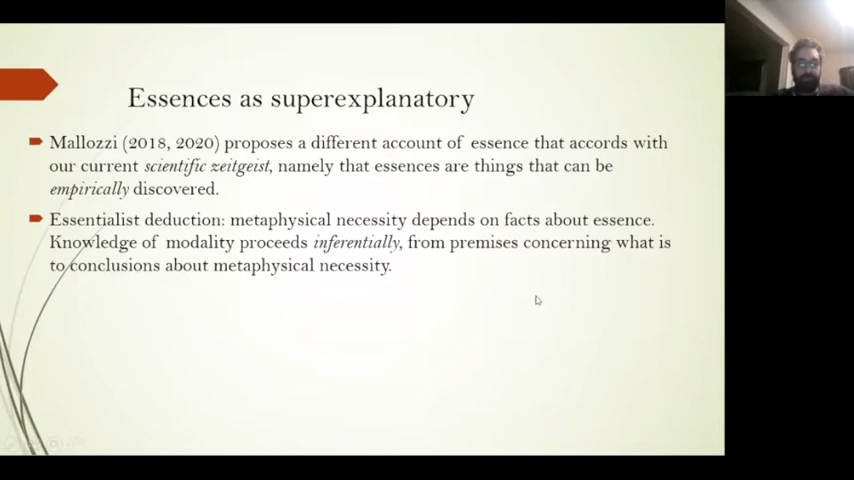 Essences as superexplanatory
Mallozzi (2018, 2020) proposes a different account of essence that accords with
our current scientific zeitgeist, namely that essences are things that can be
empirically discovered.
Essentialist deduction: metaphysical necessity depends on facts about essence.
Knowledge of modality proceeds inferentially, from premises concerning what is
to conclusions about metaphysical necessity.